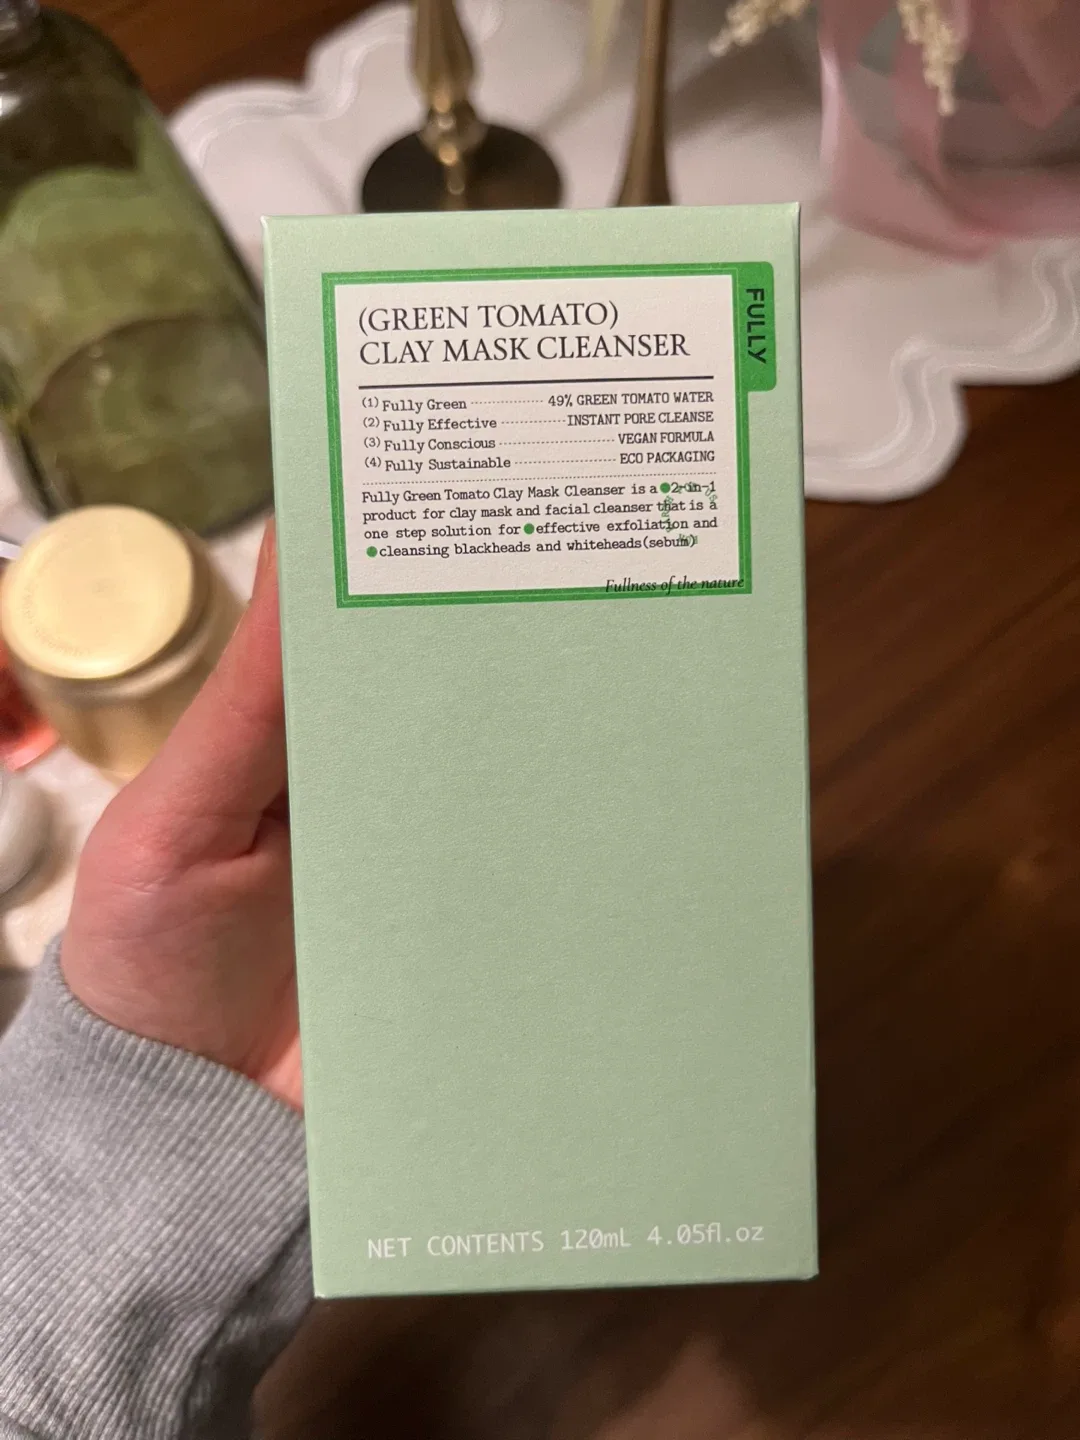 (GREEN TOMATO)
CLAY MASK CLEANSER
FULLY
(1) Fully Green ---------------- 49% GREEN TOMATO WATER
(2) Fully Effective ------------- INSTANT PORE CLEANSE
(3) Fully Conscious ------------------------ VEGAN FORMULA
(4) Fully Sustainable -------------------- ECO PACKAGING
Fully Green Tomato Clay Mask Cleanser is a 2-in-1
product for clay mask and facial cleanser that is a
one step solution for effective exfoliation and
cleansing blackheads and whiteheads(sebum)
Fullness of the nature
NET CONTENTS 120mL 4.05fl.oz